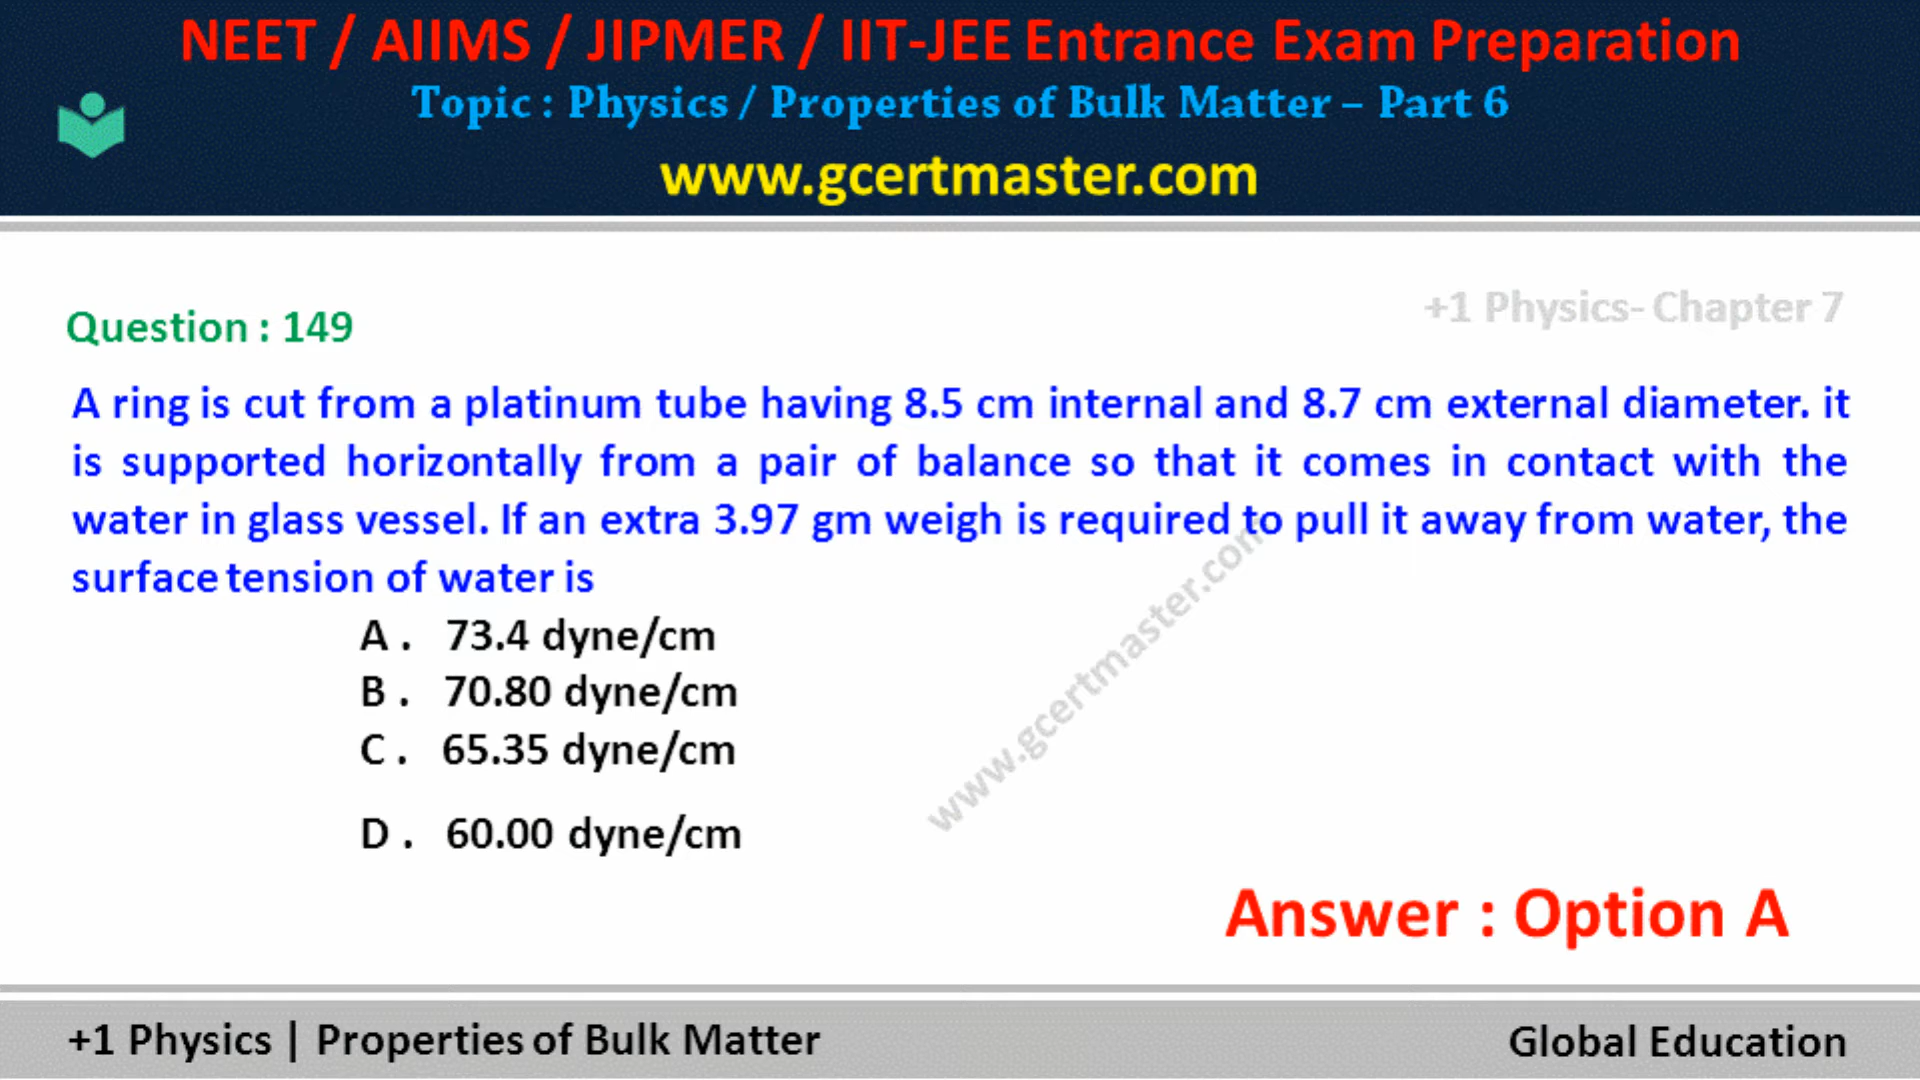 NEET / AIIMS / JIPMER / IIT-JEE Entrance Exam Preparation
Topic : Physics / Properties of Bulk Matter – Part 6
www.gcertmaster.com
+1 Physics- Chapter 7
Question : 149
A ring is cut from a platinum tube having 8.5 cm internal and 8.7 cm external diameter. it
is supported horizontally from a pair of balance so that it comes in contact with the
water in glass vessel. If an extra 3.97 gm weigh is required to pull it away from water, the
surface tension of water is
A . 73.4 dyne/cm
B . 70.80 dyne/cm
C . 65.35 dyne/cm
D . 60.00 dyne/cm
www.gcertmaster.com
Answer : Option A
+1 Physics | Properties of Bulk Matter
Global Education